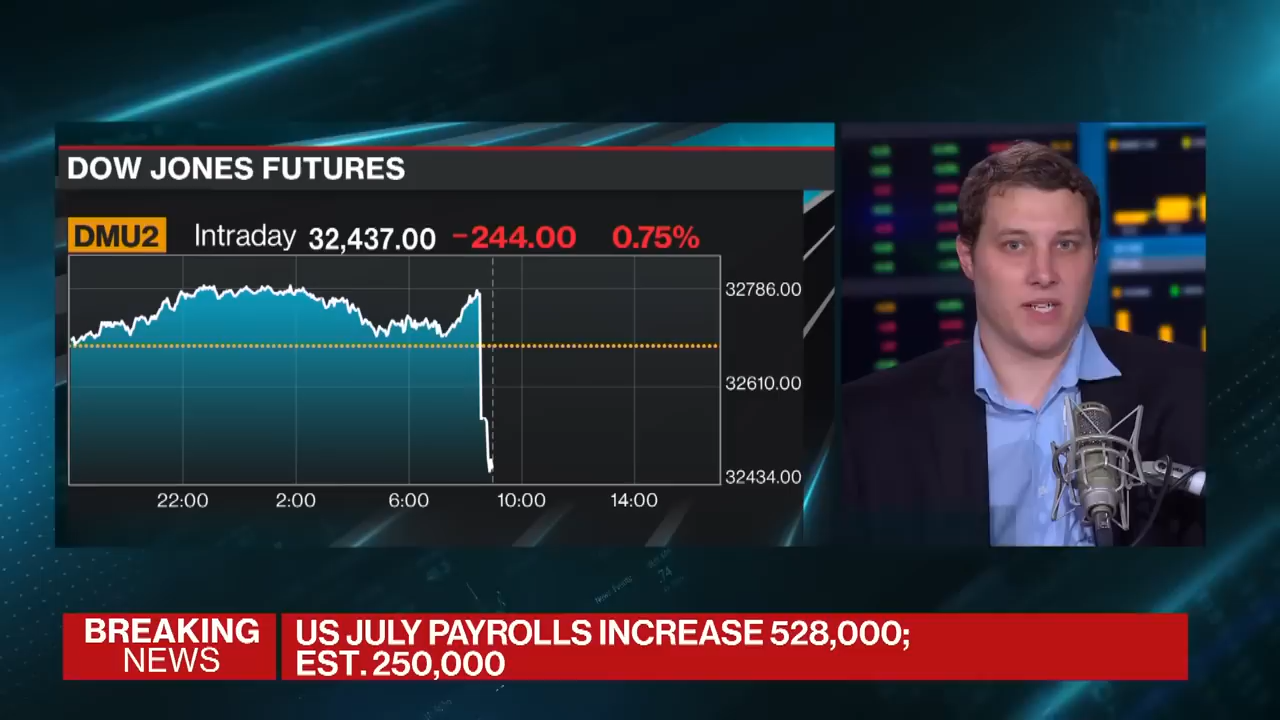 DOW JONES FUTURES
DMU2 Intraday 32,437.00 −244.00 0.75%
32786.00
32610.00
32434.00
22:00 2:00 6:00 10:00 14:00
BREAKING
NEWS
US JULY PAYROLLS INCREASE 528,000;
EST. 250,000